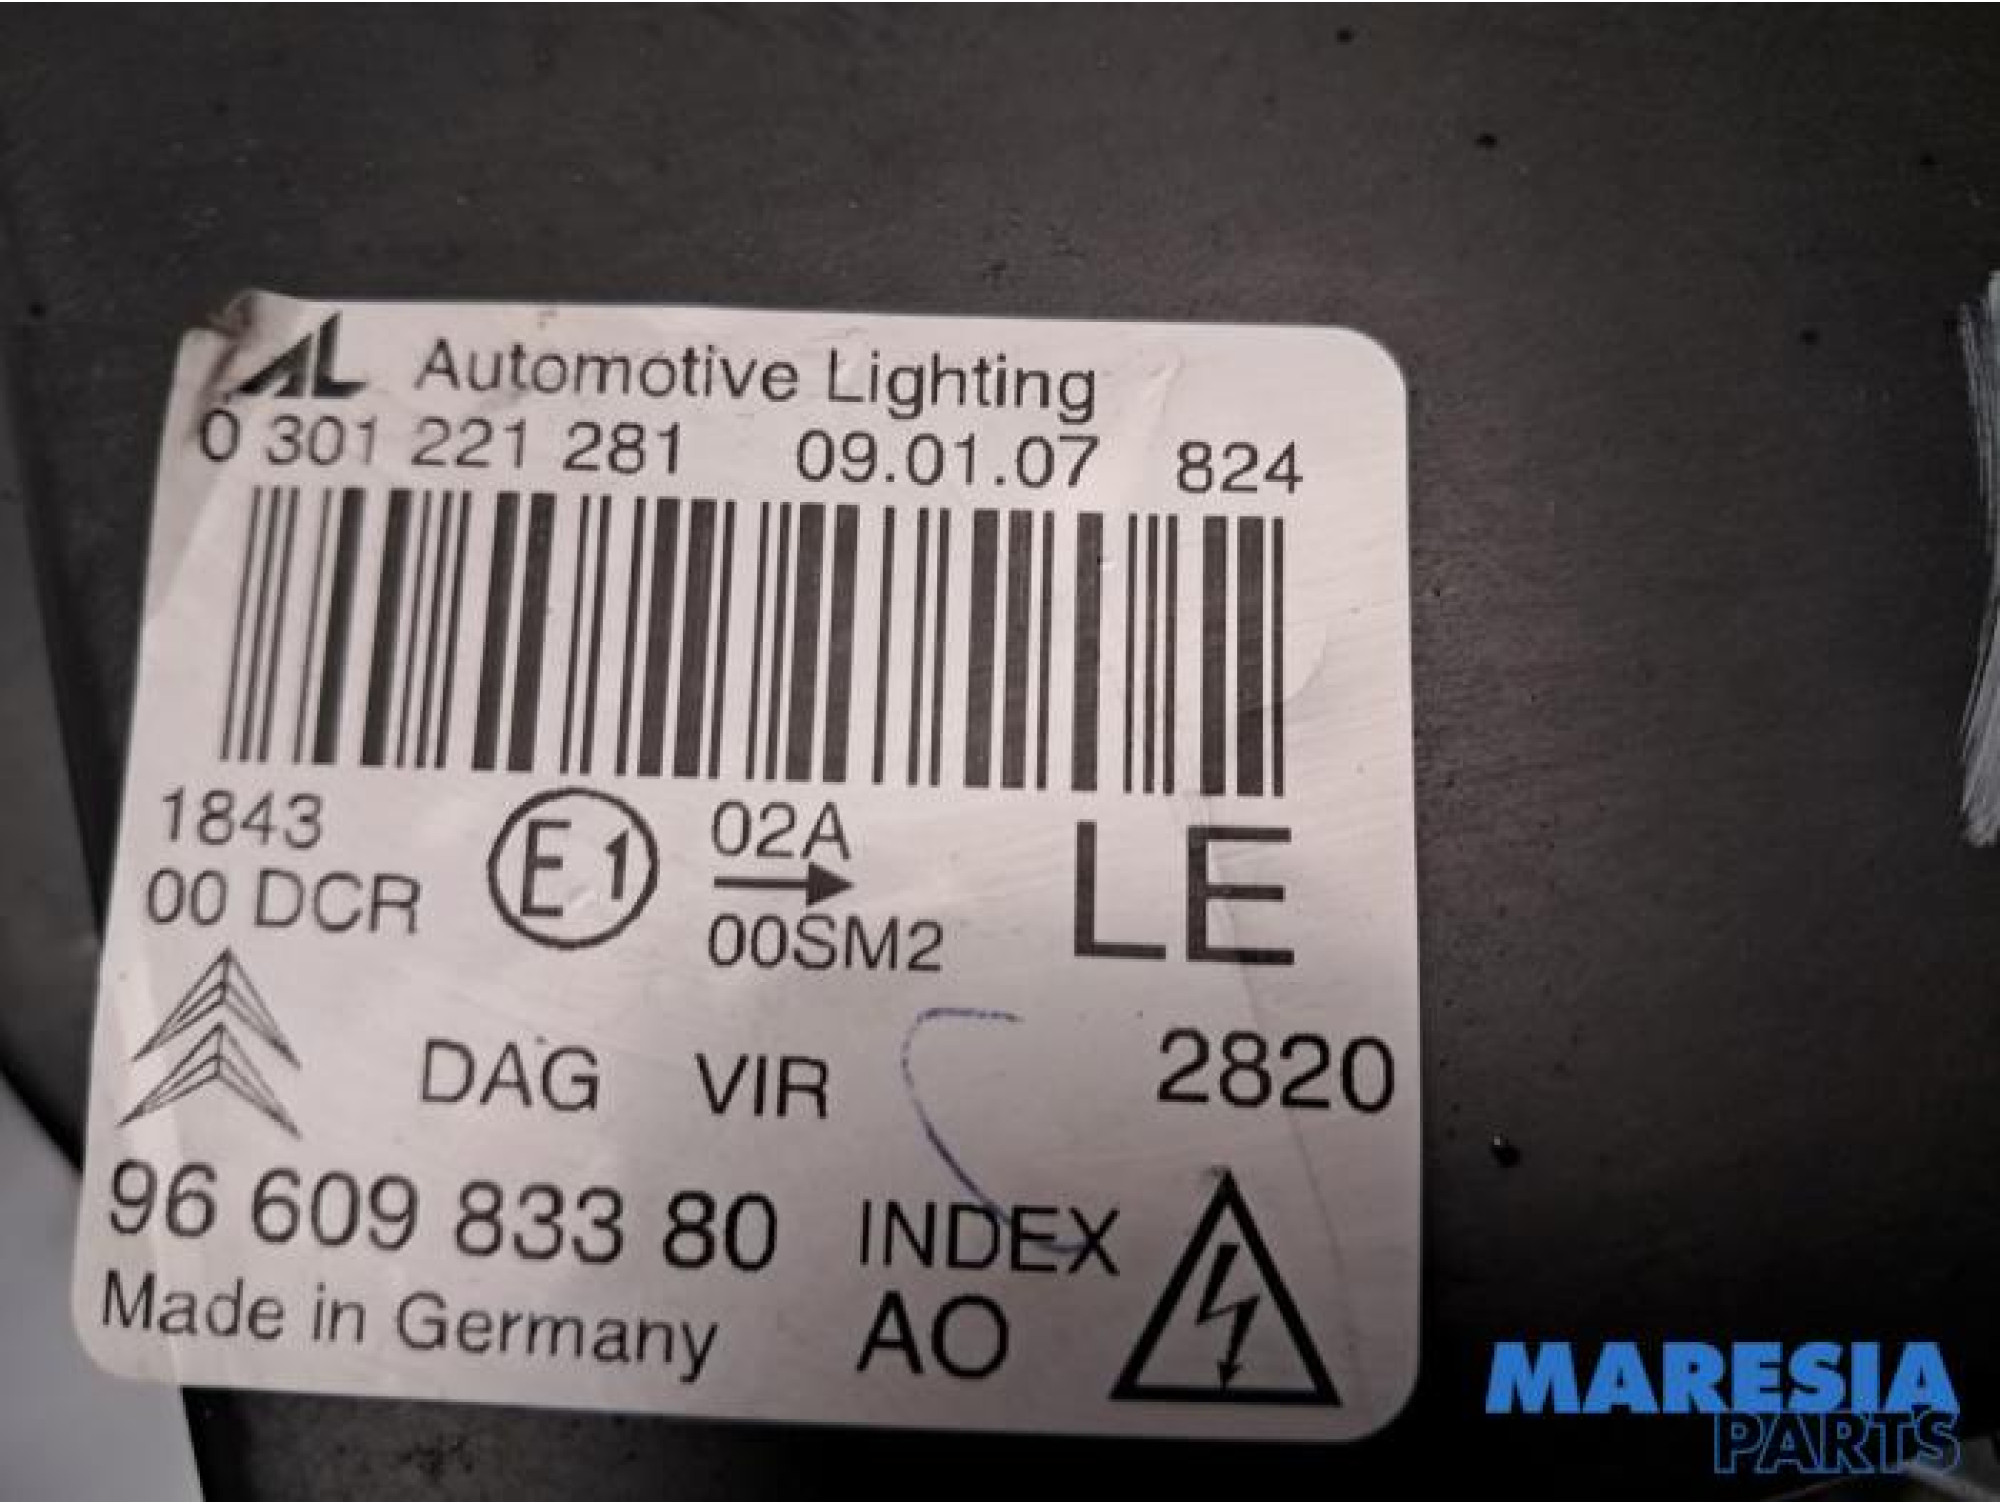 AL Automotive Lighting
0 301 221 281 09.01.07 824
1843 E1 02A LE
00 DCR 00SM2
DAG VIR 2820
96 609 833 80 INDEX
Made in Germany AO
MARESIA
PARTS